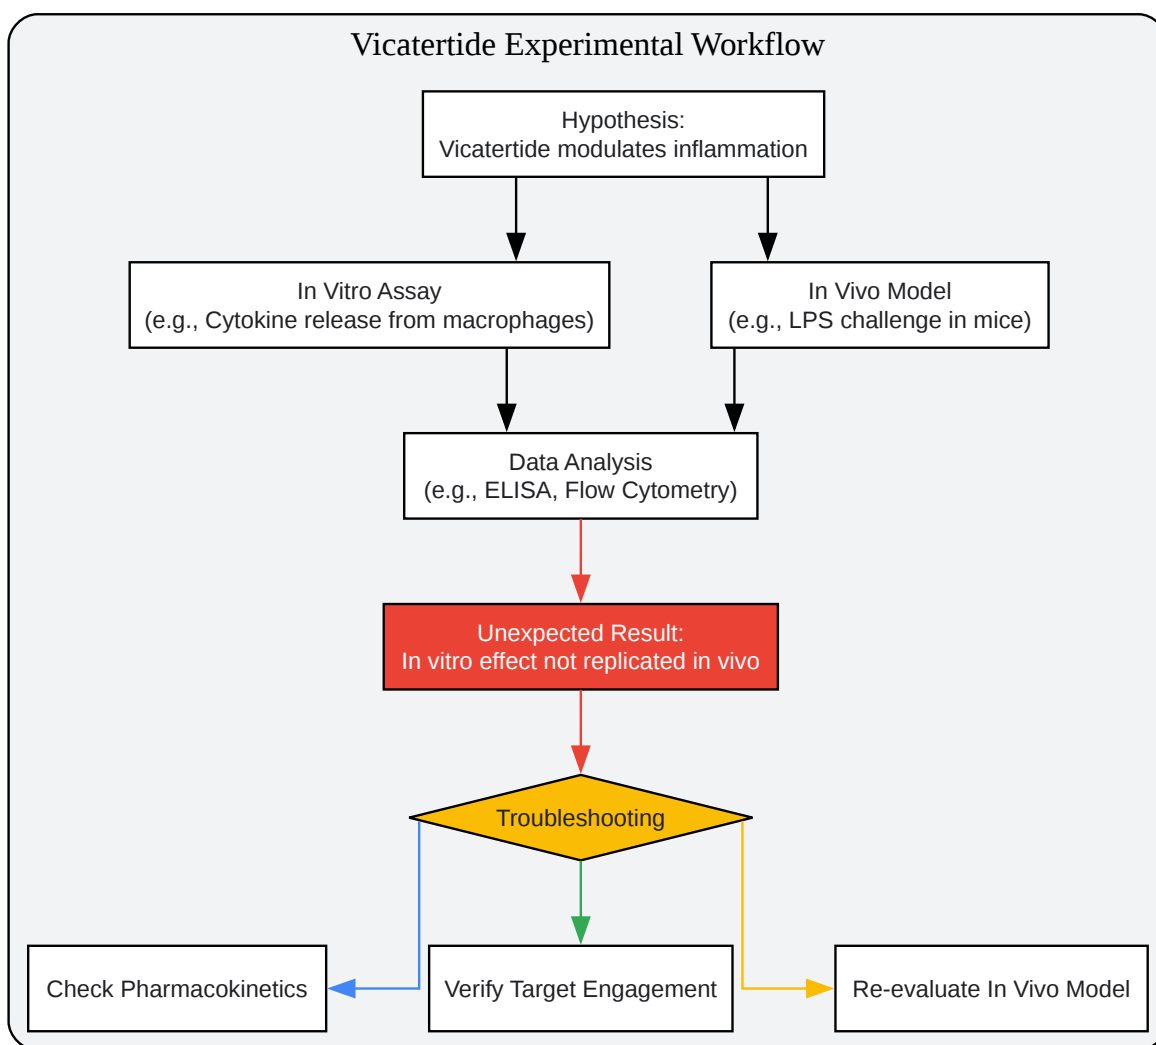 Vicatertide Experimental Workflow
Hypothesis:
Vicatertide modulates inflammation
In Vitro Assay
(e.g., Cytokine release from macrophages)
In Vivo Model
(e.g., LPS challenge in mice)
Data Analysis
(e.g., ELISA, Flow Cytometry)
Unexpected Result:
In vitro effect not replicated in vivo
Troubleshooting
Check Pharmacokinetics
Verify Target Engagement
Re-evaluate In Vivo Model